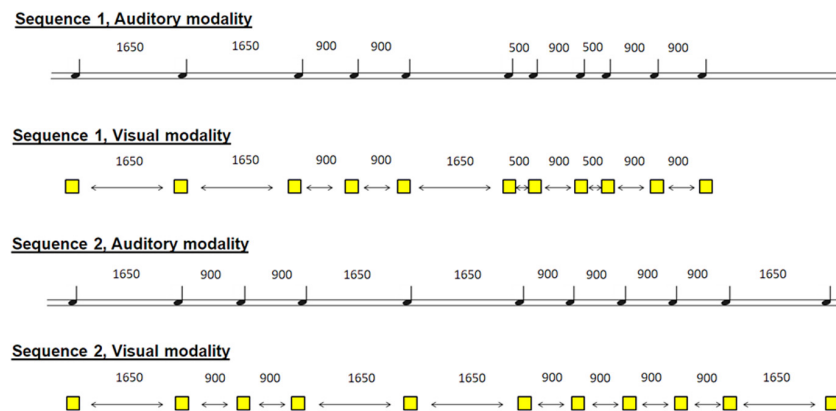 Sequence 1, Auditory modality
1650 1650 900 900 500 900 500 900 900
Sequence 1, Visual modality
1650 1650 900 900 1650 500 900 500 900 900
Sequence 2, Auditory modality
1650 900 900 1650 1650 900 900 900 900 1650
Sequence 2, Visual modality
1650 900 900 1650 1650 900 900 900 900 1650